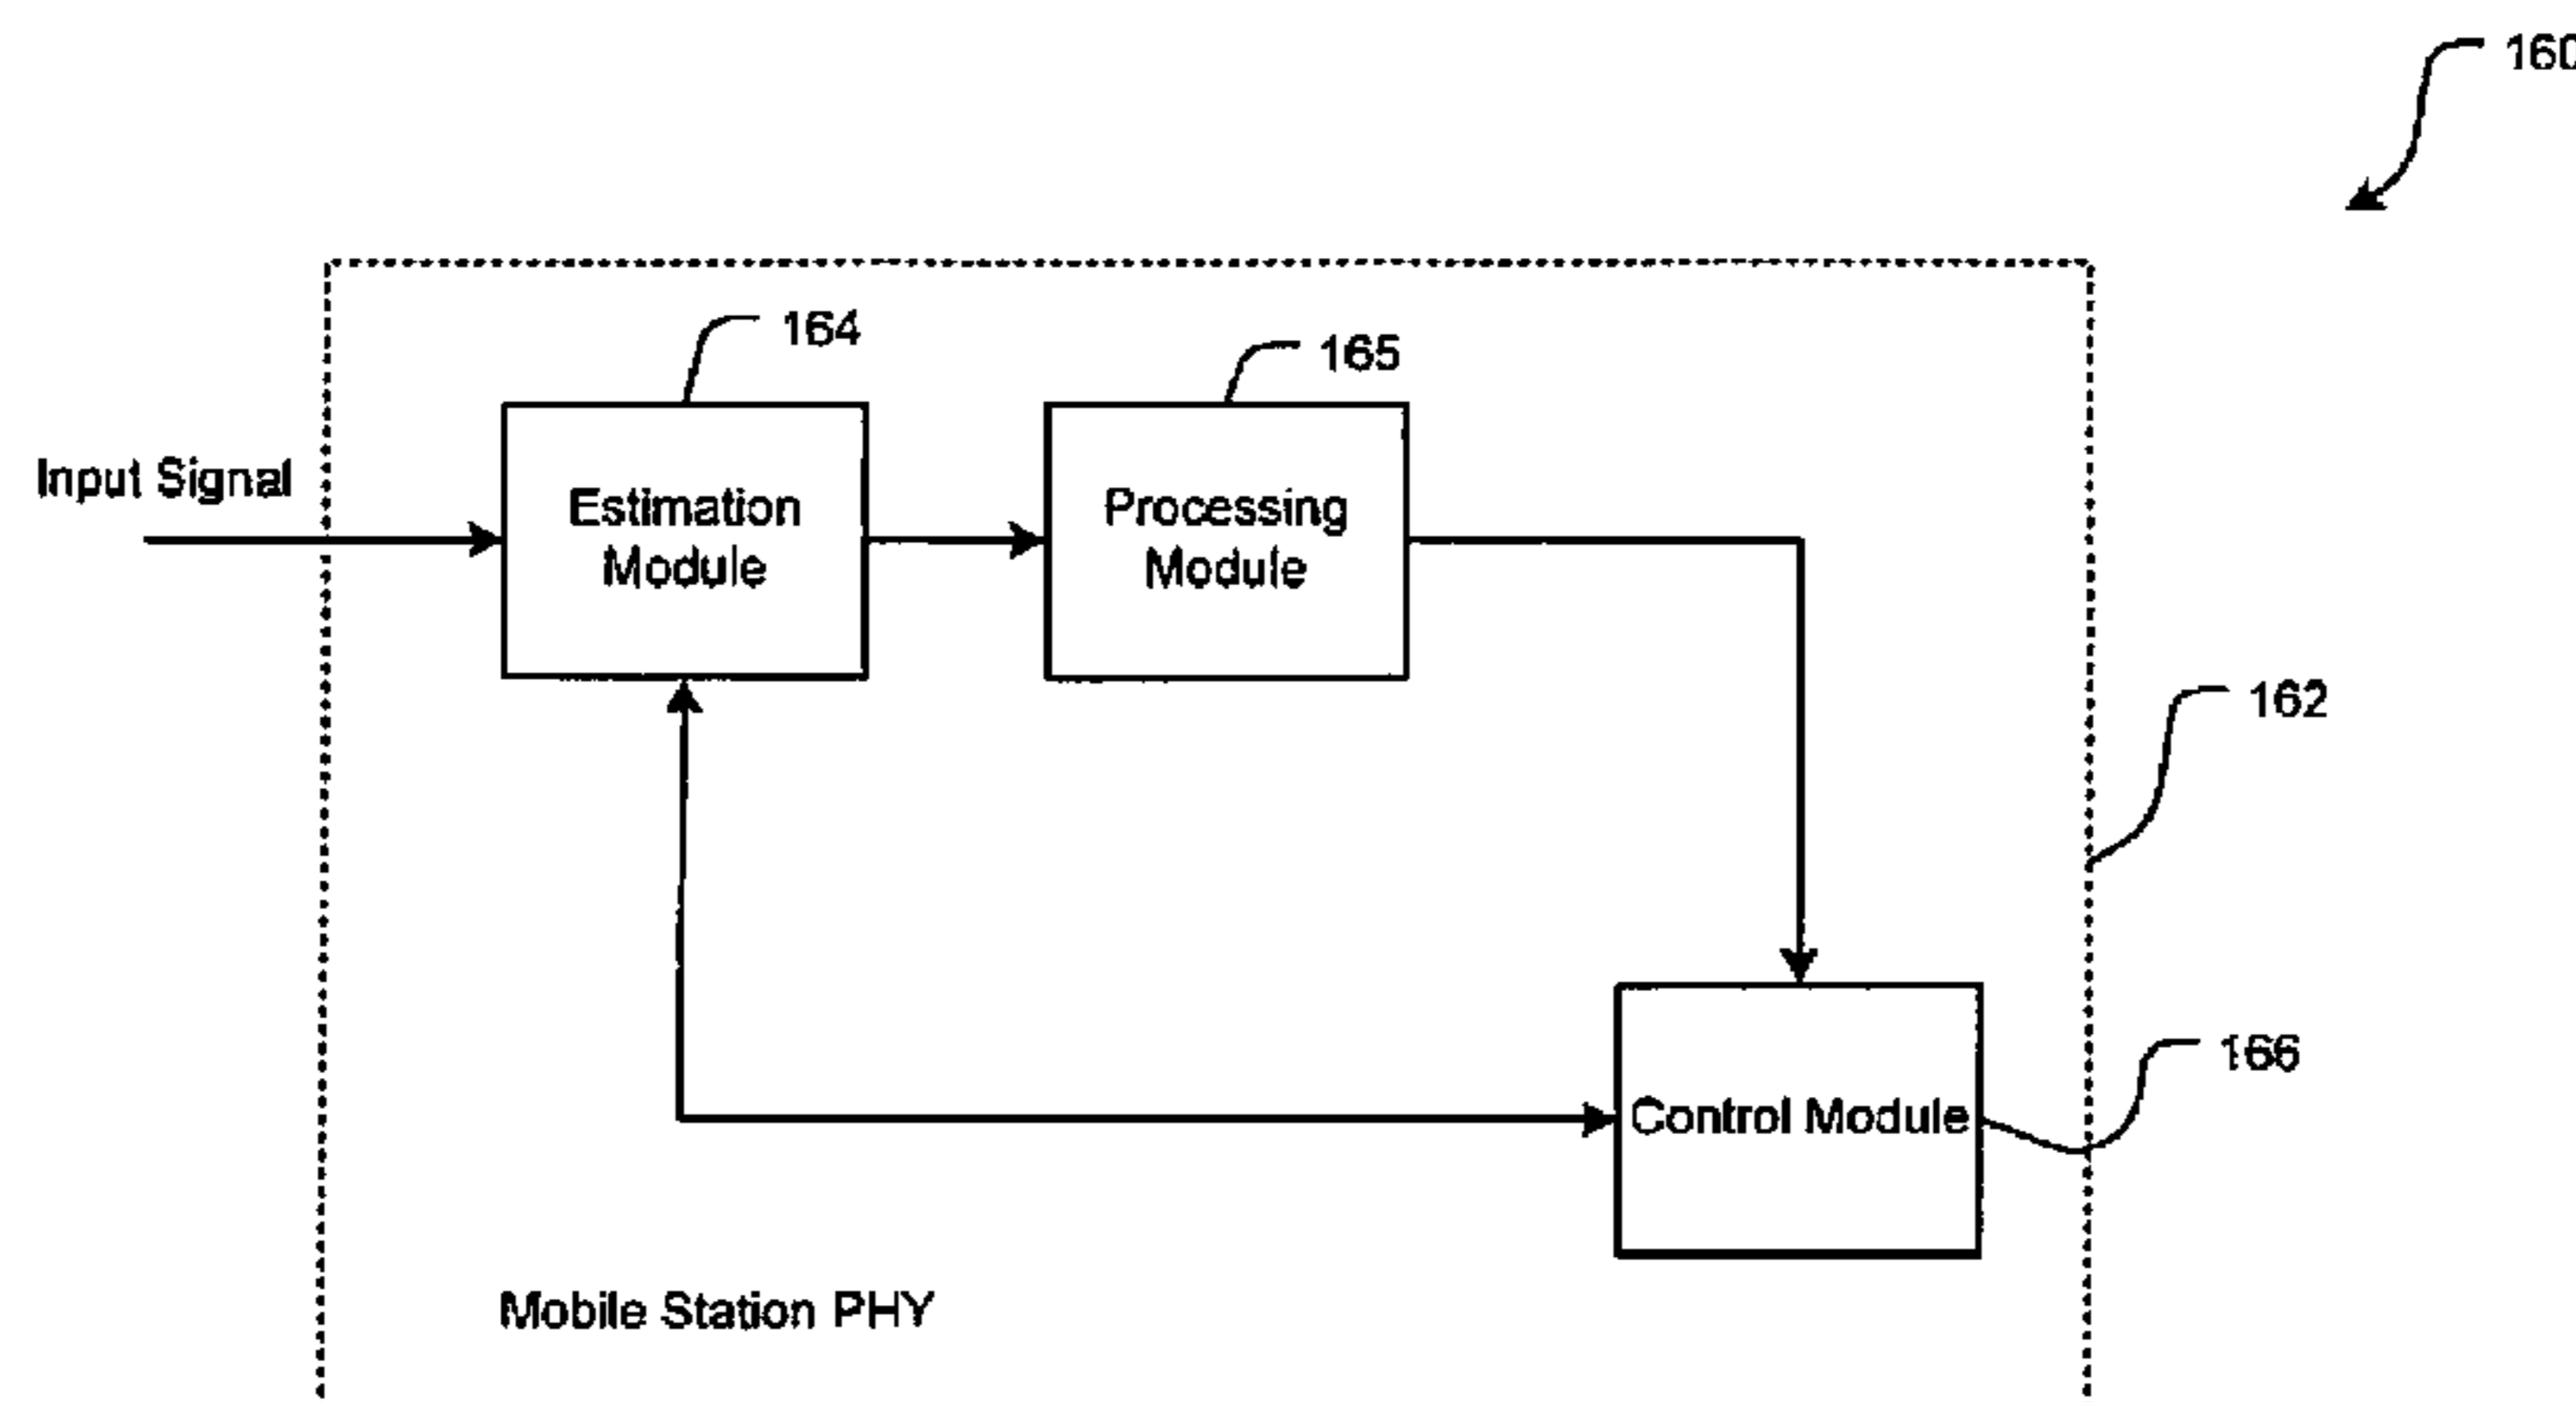 160
164
165
Input Signal
Estimation
Module
Processing
Module
162
166
Control Module
Mobile Station PHY